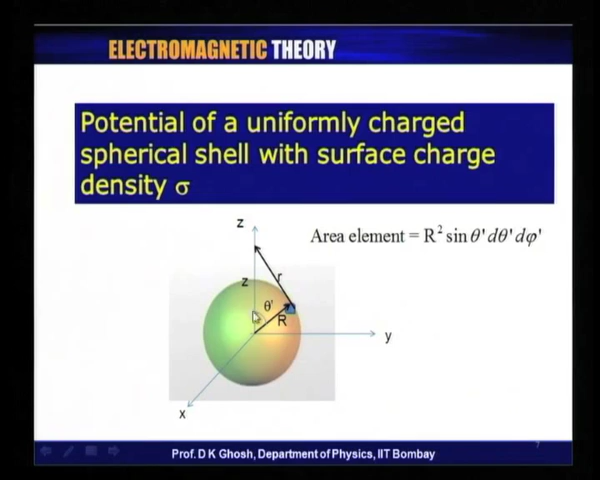 ELECTROMAGNETIC THEORY
Potential of a uniformly charged
spherical shell with surface charge
density σ
z
Area element = R² sin θ' dθ' dφ'
z
r
θ'
R
y
x
7
Prof. D K Ghosh, Department of Physics, IIT Bombay